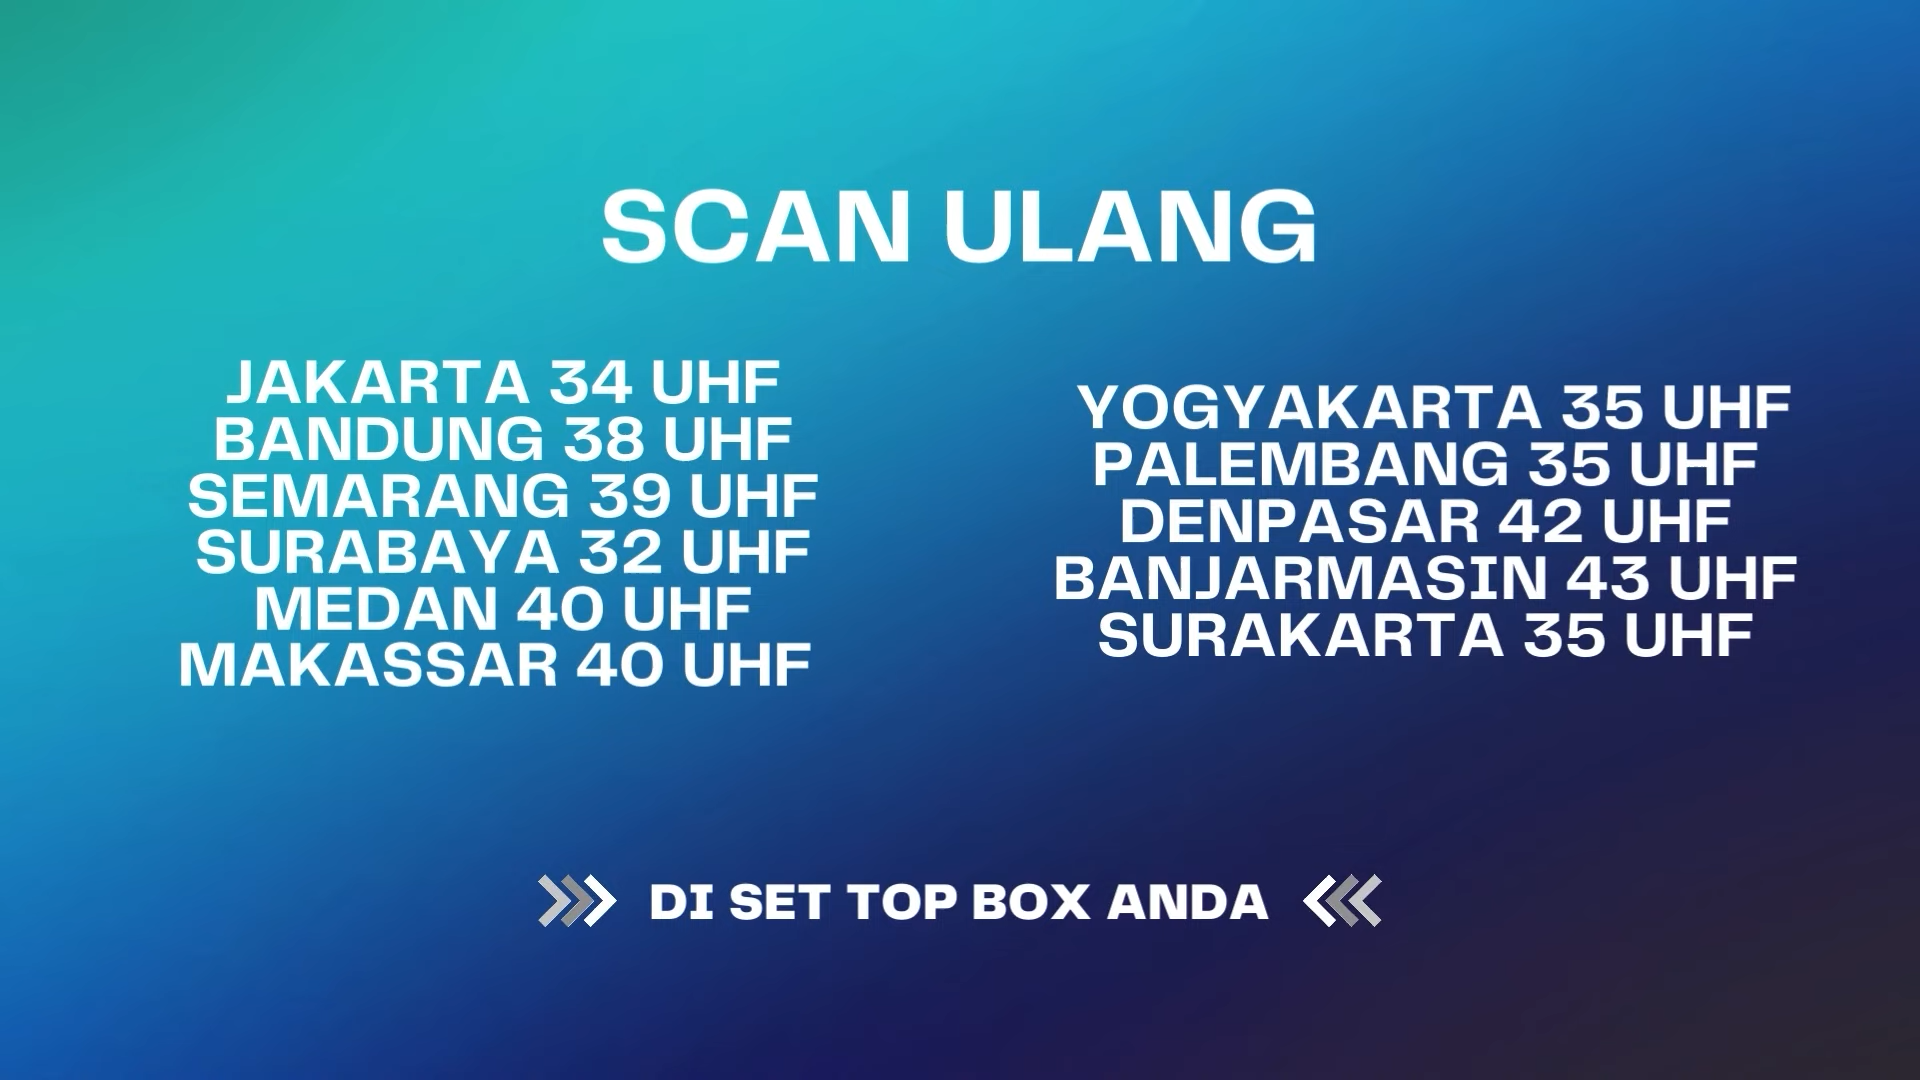 SCAN ULANG
JAKARTA 34 UHF
BANDUNG 38 UHF
SEMARANG 39 UHF
SURABAYA 32 UHF
MEDAN 40 UHF
MAKASSAR 40 UHF
YOGYAKARTA 35 UHF
PALEMBANG 35 UHF
DENPASAR 42 UHF
BANJARMASIN 43 UHF
SURAKARTA 35 UHF
DI SET TOP BOX ANDA